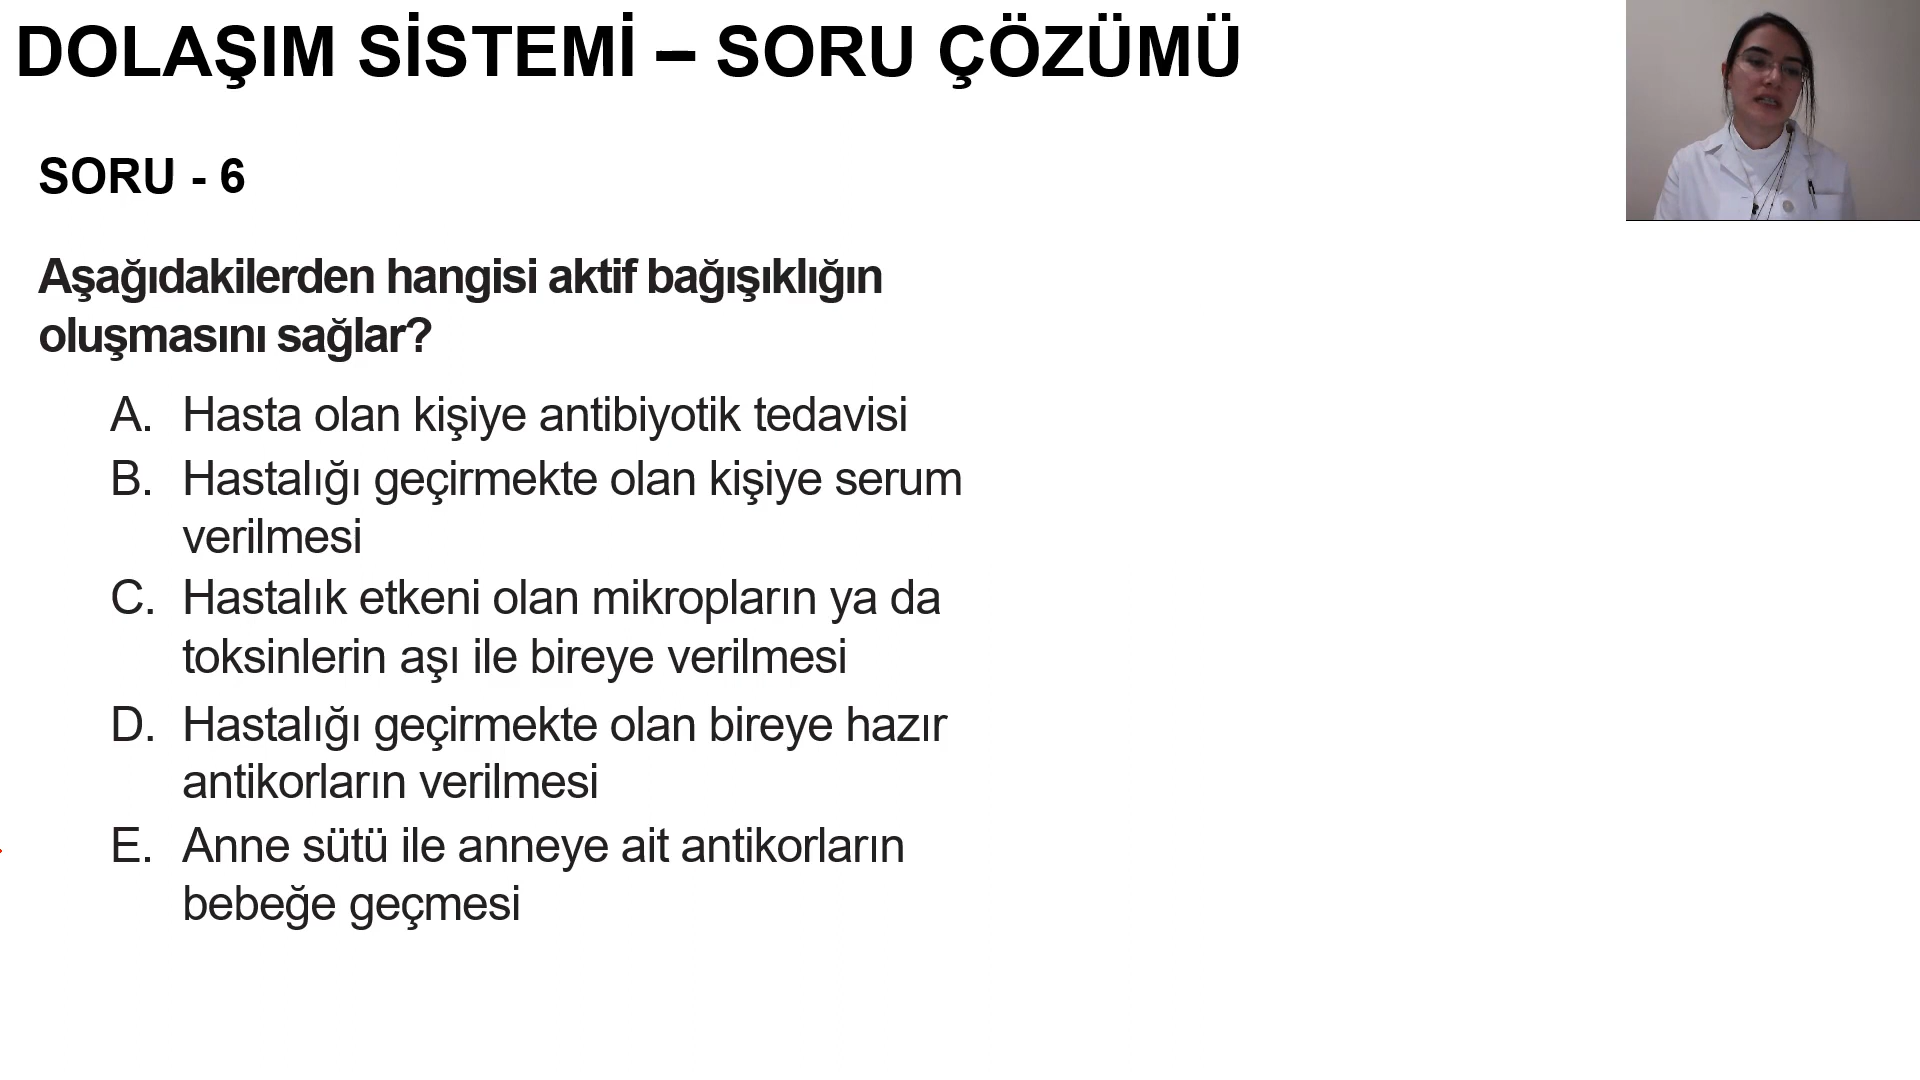 DOLAŞIM SİSTEMİ – SORU ÇÖZÜMÜ
SORU - 6
Aşağıdakilerden hangisi aktif bağışıklığın
oluşmasını sağlar?
A. Hasta olan kişiye antibiyotik tedavisi
B. Hastalığı geçirmekte olan kişiye serum
verilmesi
C. Hastalık etkeni olan mikropların ya da
toksinlerin aşı ile bireye verilmesi
D. Hastalığı geçirmekte olan bireye hazır
antikorların verilmesi
E. Anne sütü ile anneye ait antikorların
bebeğe geçmesi